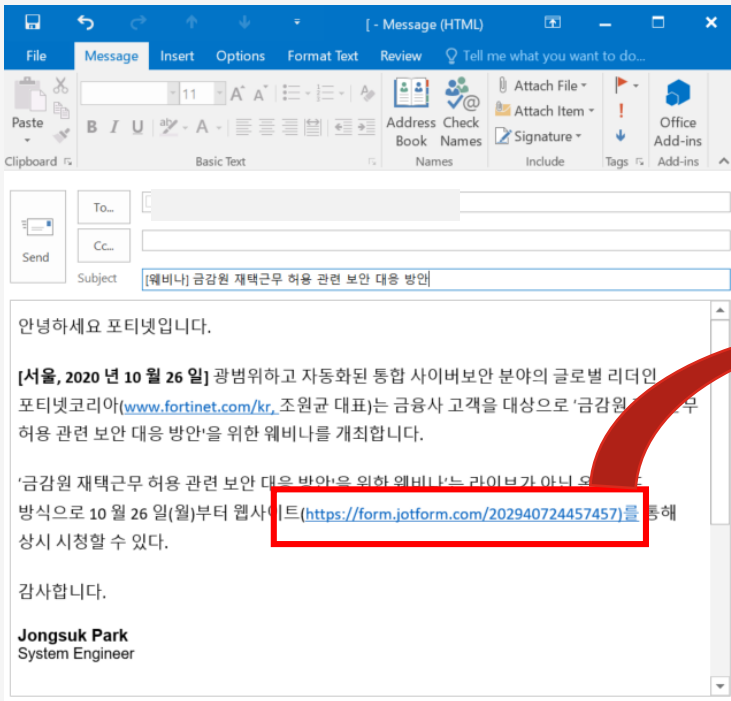 [ - Message (HTML)
File Message Insert Options Format Text Review Tell me what you want to do...
Paste
11
B I U
Address Book
Check Names
Attach File
Attach Item
Signature
Office Add-ins
Clipboard Basic Text Names Include Tags Add-ins
Send
To...
Cc...
Subject [웨비나] 금감원 재택근무 허용 관련 보안 대응 방안
안녕하세요 포티넷입니다.
[서울, 2020 년 10 월 26 일] 광범위하고 자동화된 통합 사이버보안 분야의 글로벌 리더인
포티넷코리아(www.fortinet.com/kr, 조원균 대표)는 금융사 고객을 대상으로 '금감원 무
허용 관련 보안 대응 방안'을 위한 웨비나를 개최합니다.
'금감원 재택근무 허용 관련 보안 대응 방안'을 위한 웨비나'는 라이브가 아닌
방식으로 10 월 26 일(월)부터 웹사이트(https://form.jotform.com/202940724457457)를 통해
상시 시청할 수 있다.
감사합니다.
Jongsuk Park
System Engineer